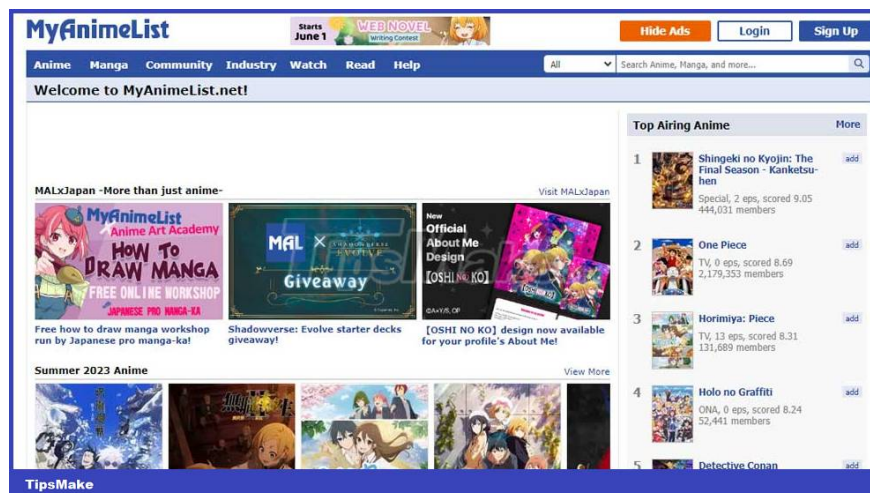 MyAnimeList
Starts
June 1
WEB NOVEL
Writing Contest
Hide Ads
Login
Sign Up
Anime Manga Community Industry Watch Read Help
All
Search Anime, Manga, and more...
Welcome to MyAnimeList.net!
MALxJapan -More than just anime-
Visit MALxJapan
MyAnimeList
Anime Art Academy
HOW TO
DRAW MANGA
FREE ONLINE WORKSHOP
JAPANESE PRO MANGA-KA
MAL × SHADOWVERSE
EVOLVE
Giveaway
New
Official
About Me
Design
【OSHI NO KO】
TipsMake
Free how to draw manga workshop
run by Japanese pro manga-ka!
Shadowverse: Evolve starter decks
giveaway!
【OSHI NO KO】 design now available
for your profile's About Me!
Summer 2023 Anime
View More
Top Airing Anime
More
1
Shingeki no Kyojin: The
Final Season - Kanketsu-
hen
add
Special, 2 eps, scored 9.05
444,031 members
2
One Piece
add
TV, 0 eps, scored 8.69
2,179,353 members
3
Horimiya: Piece
add
TV, 13 eps, scored 8.31
131,689 members
4
Holo no Graffiti
add
ONA, 0 eps, scored 8.24
52,441 members
5
Detective Conan
add
TipsMake